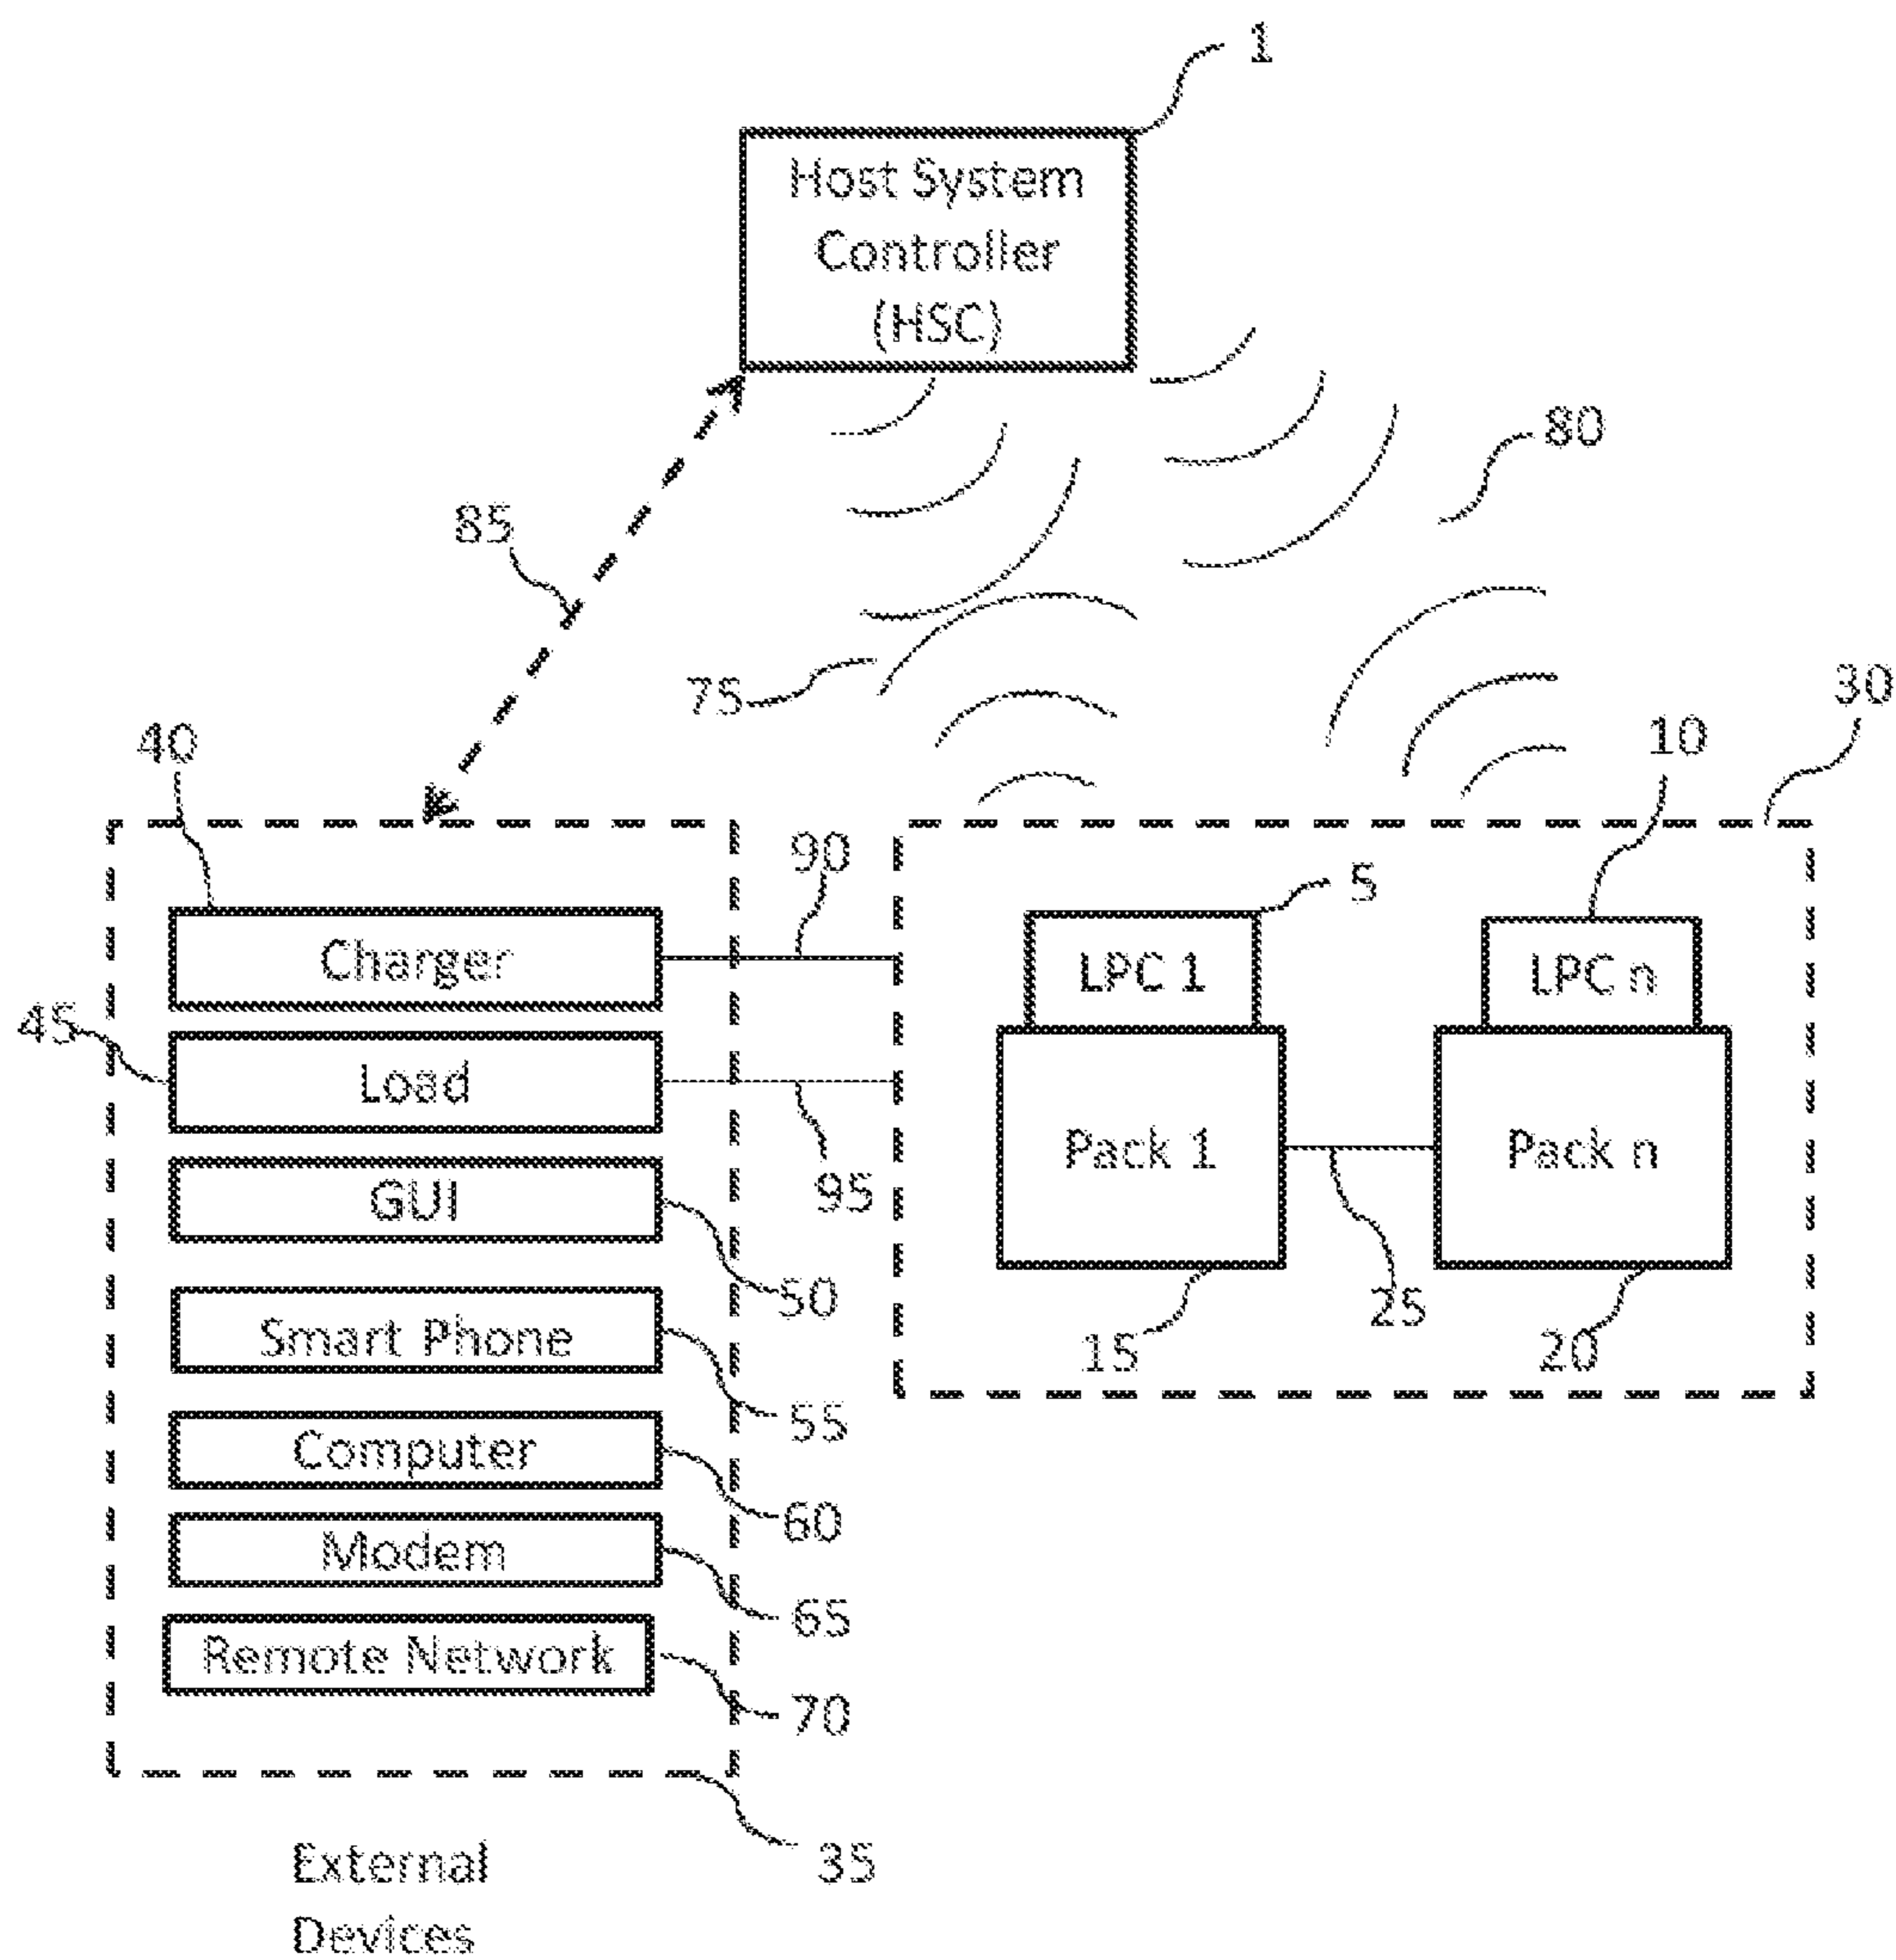 1
Host System
Controller
(HSC)
80
85
75
30
40
10
90
5
Charger
LPC 1
LPC n
45
Load
Pack 1
Pack n
95
GUI
50
25
Smart Phone
15
20
55
Computer
60
Modem
65
Remote Network
70
35
External
Devices